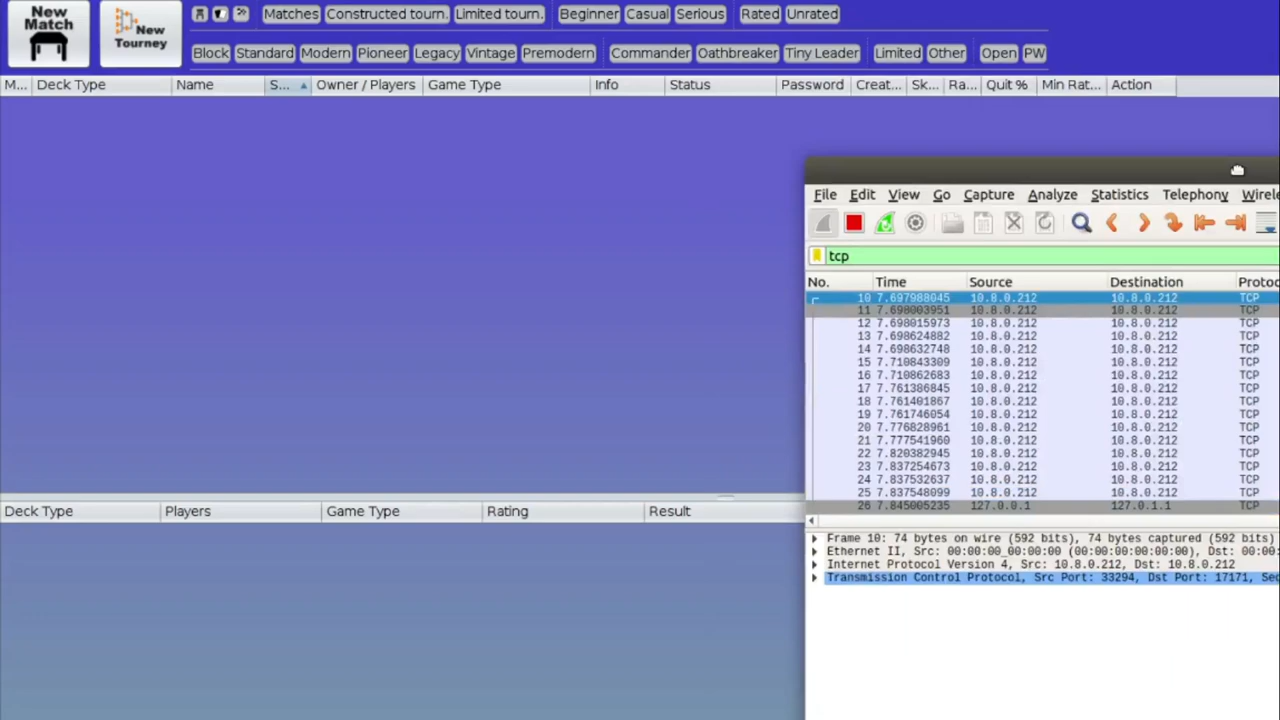 New Match
New Tourney
Matches Constructed tourn. Limited tourn. Beginner Casual Serious Rated Unrated
Block Standard Modern Pioneer Legacy Vintage Premodern Commander Oathbreaker Tiny Leader Limited Other Open PW
M... Deck Type Name S... Owner / Players Game Type Info Status Password Creat... Sk... Ra... Quit % Min Rat... Action
Deck Type Players Game Type Rating Result
File Edit View Go Capture Analyze Statistics Telephony Wirele
tcp
No. Time Source Destination Protoc
10 7.697988045 10.8.0.212 10.8.0.212 TCP
11 7.698003951 10.8.0.212 10.8.0.212 TCP
12 7.698015973 10.8.0.212 10.8.0.212 TCP
13 7.698624882 10.8.0.212 10.8.0.212 TCP
14 7.698632748 10.8.0.212 10.8.0.212 TCP
15 7.710843309 10.8.0.212 10.8.0.212 TCP
16 7.710862683 10.8.0.212 10.8.0.212 TCP
17 7.761386845 10.8.0.212 10.8.0.212 TCP
18 7.761401867 10.8.0.212 10.8.0.212 TCP
19 7.761746054 10.8.0.212 10.8.0.212 TCP
20 7.776828961 10.8.0.212 10.8.0.212 TCP
21 7.777541960 10.8.0.212 10.8.0.212 TCP
22 7.820382945 10.8.0.212 10.8.0.212 TCP
23 7.837254673 10.8.0.212 10.8.0.212 TCP
24 7.837532637 10.8.0.212 10.8.0.212 TCP
25 7.837548099 10.8.0.212 10.8.0.212 TCP
26 7.845005235 127.0.0.1 127.0.1.1 TCP
Frame 10: 74 bytes on wire (592 bits), 74 bytes captured (592 bits)
Ethernet II, Src: 00:00:00_00:00:00 (00:00:00:00:00:00), Dst: 00:00
Internet Protocol Version 4, Src: 10.8.0.212, Dst: 10.8.0.212
Transmission Control Protocol, Src Port: 33294, Dst Port: 17171, Sec